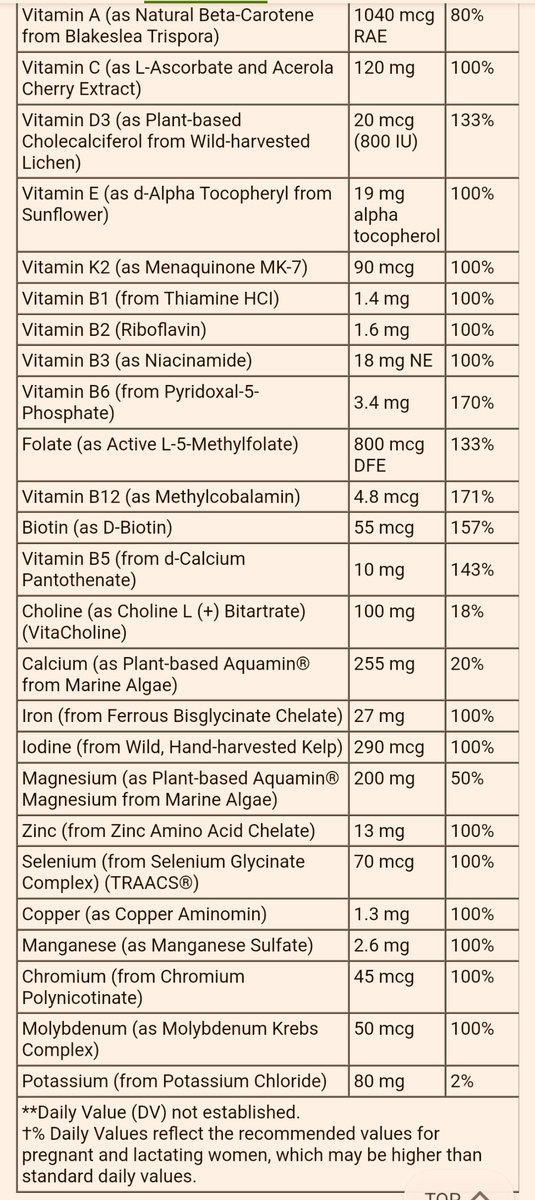 Vitamin A (as Natural Beta-Carotene 1040 mcg 80%
from Blakeslea Trispora) RAE
Vitamin C (as L-Ascorbate and Acerola 120 mg 100%
Cherry Extract)
Vitamin D3 (as Plant-based 20 mcg 133%
Cholecalciferol from Wild-harvested (800 IU)
Lichen)
Vitamin E (as d-Alpha Tocopheryl from 19 mg 100%
Sunflower) alpha
tocopherol
Vitamin K2 (as Menaquinone MK-7) 90 mcg 100%
Vitamin B1 (from Thiamine HCI) 1.4 mg 100%
Vitamin B2 (Riboflavin) 1.6 mg 100%
Vitamin B3 (as Niacinamide) 18 mg NE 100%
Vitamin B6 (from Pyridoxal-5- 3.4 mg 170%
Phosphate)
Folate (as Active L-5-Methylfolate) 800 mcg 133%
DFE
Vitamin B12 (as Methylcobalamin) 4.8 mcg 171%
Biotin (as D-Biotin) 55 mcg 157%
Vitamin B5 (from d-Calcium 10 mg 143%
Pantothenate)
Choline (as Choline L (+) Bitartrate) 100 mg 18%
(VitaCholine)
Calcium (as Plant-based Aquamin® 255 mg 20%
from Marine Algae)
Iron (from Ferrous Bisglycinate Chelate) 27 mg 100%
Iodine (from Wild, Hand-harvested Kelp) 290 mcg 100%
Magnesium (as Plant-based Aquamin® 200 mg 50%
Magnesium from Marine Algae)
Zinc (from Zinc Amino Acid Chelate) 13 mg 100%
Selenium (from Selenium Glycinate 70 mcg 100%
Complex) (TRAACS®)
Copper (as Copper Aminomin) 1.3 mg 100%
Manganese (as Manganese Sulfate) 2.6 mg 100%
Chromium (from Chromium 45 mcg 100%
Polynicotinate)
Molybdenum (as Molybdenum Krebs 50 mcg 100%
Complex)
Potassium (from Potassium Chloride) 80 mg 2%
**Daily Value (DV) not established.
†% Daily Values reflect the recommended values for
pregnant and lactating women, which may be higher than
standard daily values.
TOP